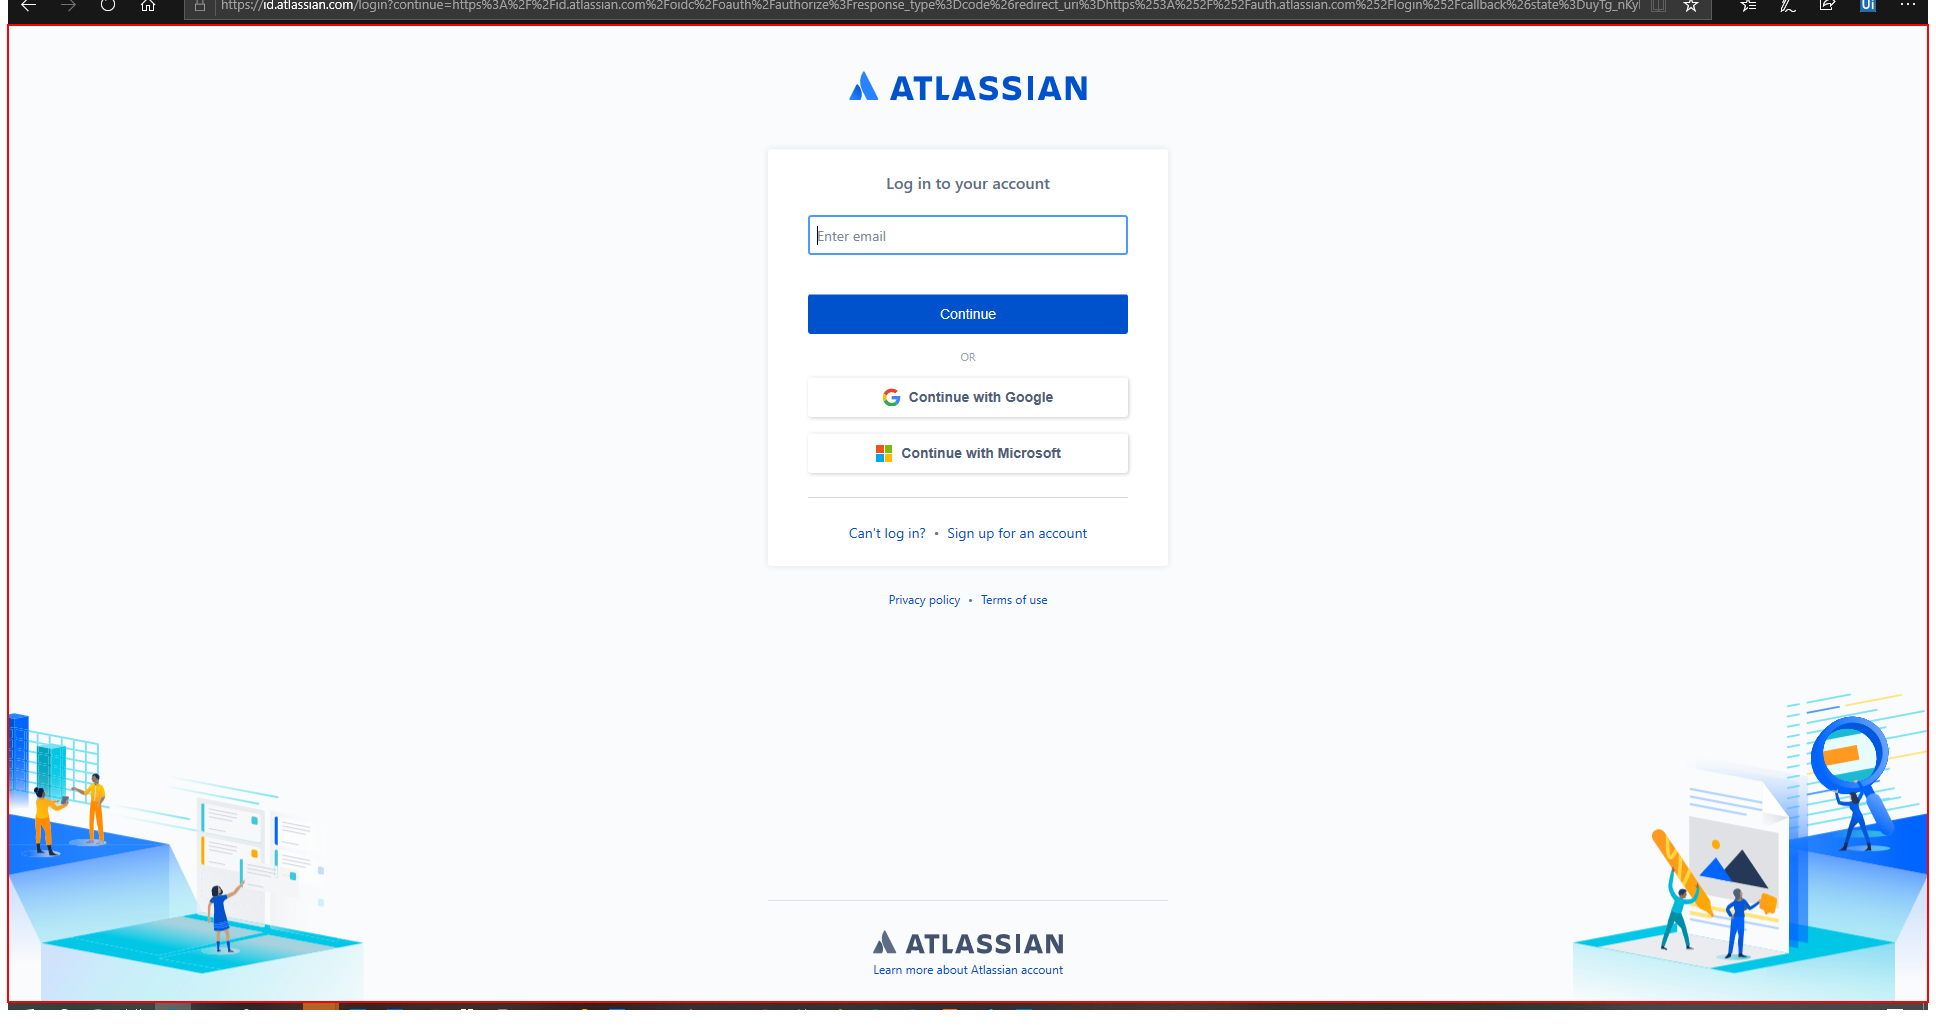 https://id.atlassian.com/login?continue=https%3A%2F%2Fid.atlassian.com%2Foidc%2Foauth%2Fauthorize%3Fresponse_type%3Dcode%26redirect_uri%3Dhttps%253A%252F%252Fauth.atlassian.com%252Flogin%252Fcallback%26state%3DuyTg_nKyl
Ui
ATLASSIAN
Log in to your account
Enter email
Continue
OR
Continue with Google
Continue with Microsoft
Can't log in? • Sign up for an account
Privacy policy • Terms of use
ATLASSIAN
Learn more about Atlassian account